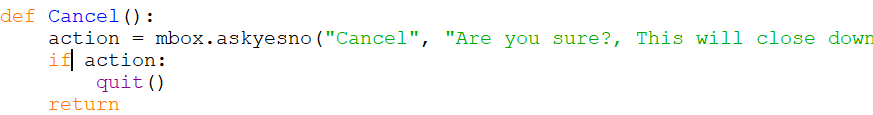 def Cancel():
    action = mbox.askyesno("Cancel", "Are you sure?, This will close down
    if action:
        quit()
    return